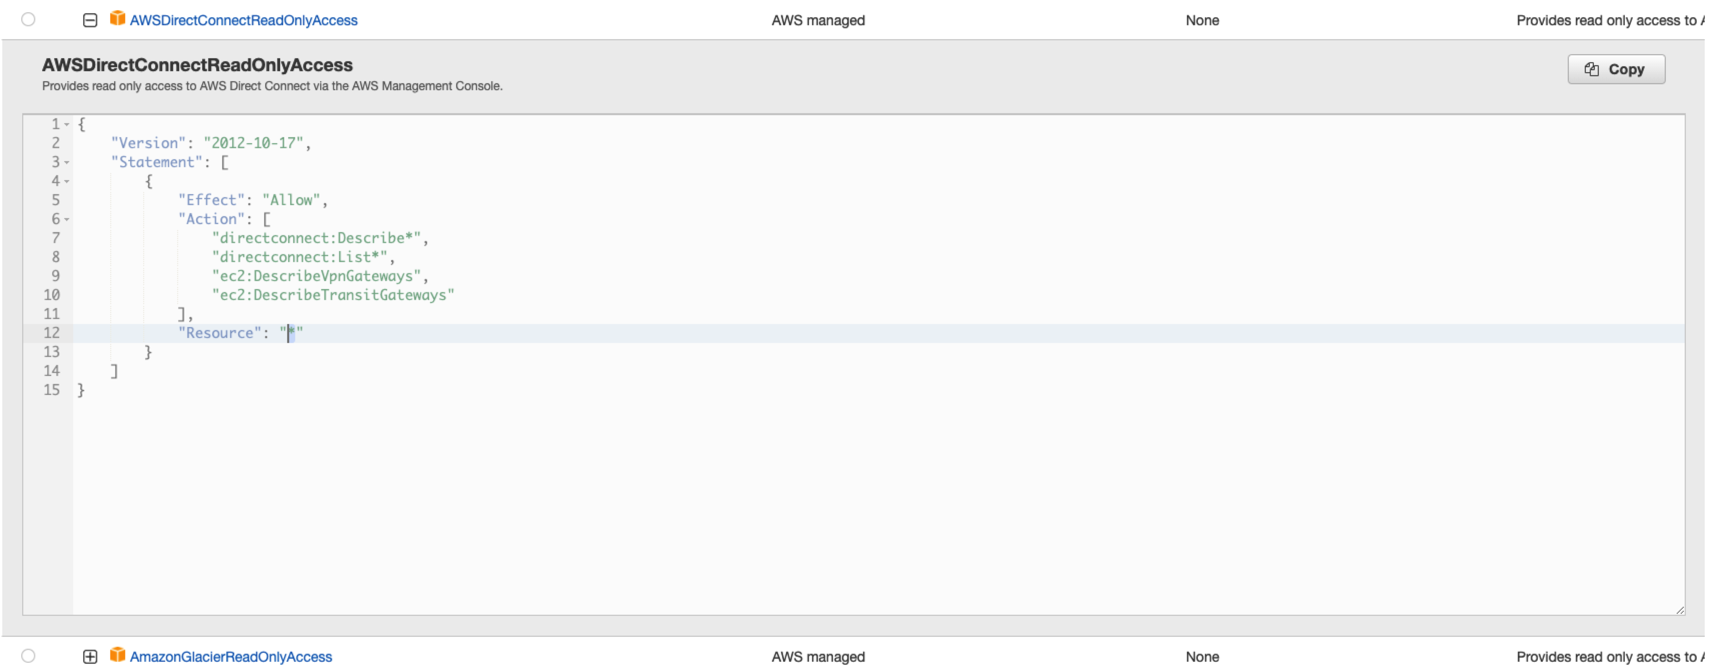 AWSDirectConnectReadOnlyAccess AWS managed None Provides read only access to A
AWSDirectConnectReadOnlyAccess
Provides read only access to AWS Direct Connect via the AWS Management Console.
Copy
1 {
2 "Version": "2012-10-17",
3 "Statement": [
4 {
5 "Effect": "Allow",
6 "Action": [
7 "directconnect:Describe*",
8 "directconnect:List*",
9 "ec2:DescribeVpnGateways",
10 "ec2:DescribeTransitGateways"
11 ],
12 "Resource": "*"
13 }
14 ]
15 }
AmazonGlacierReadOnlyAccess AWS managed None Provides read only access to A